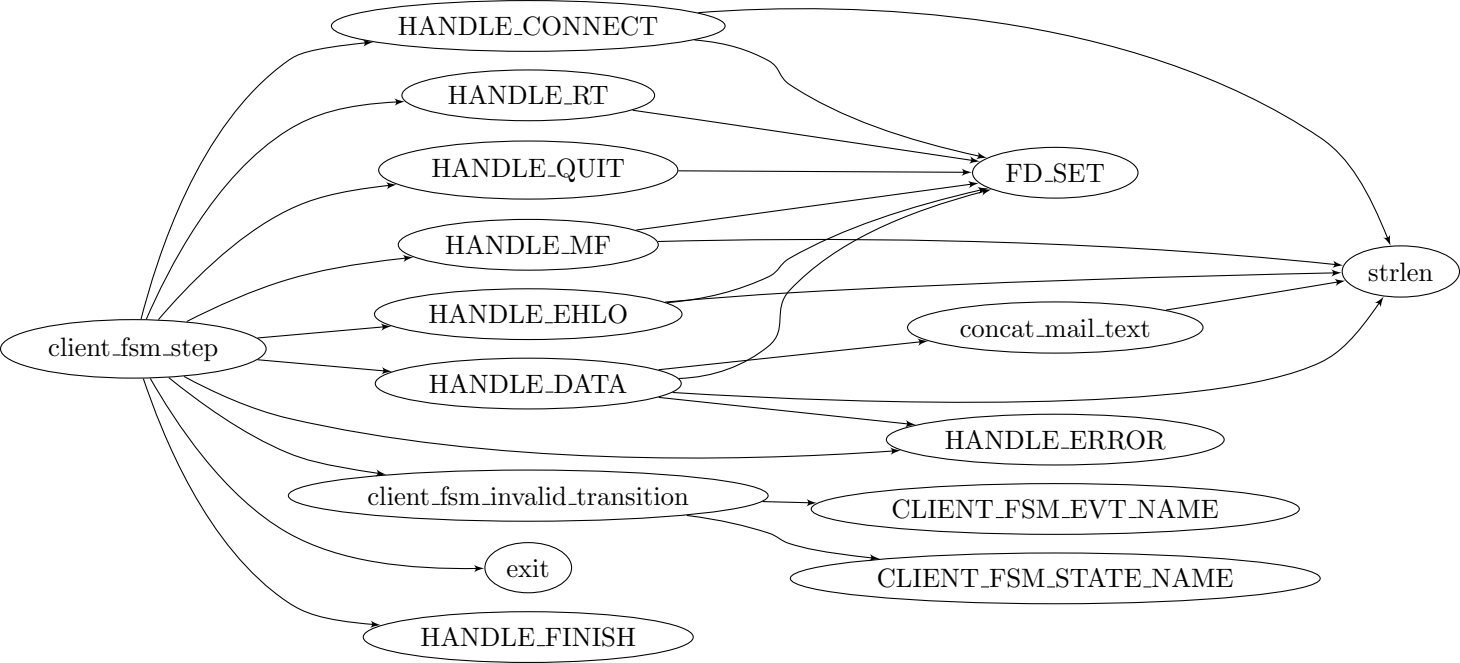 HANDLE_CONNECT
HANDLE_RT
HANDLE_QUIT
FD_SET
HANDLE_MF
strlen
HANDLE_EHLO
concat_mail_text
client_fsm_step
HANDLE_DATA
HANDLE_ERROR
client_fsm_invalid_transition
CLIENT_FSM_EVT_NAME
exit
CLIENT_FSM_STATE_NAME
HANDLE_FINISH